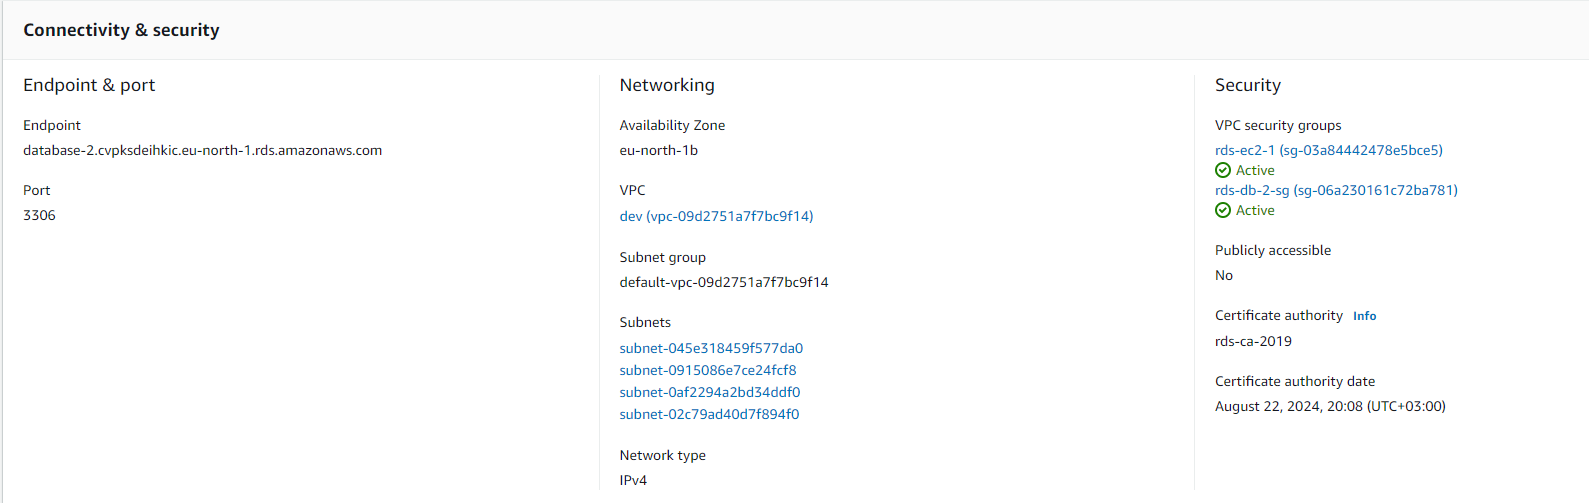 Connectivity & security
Endpoint & port
Endpoint
database-2.cvpksdeihkic.eu-north-1.rds.amazonaws.com
Port
3306
Networking
Availability Zone
eu-north-1b
VPC
dev (vpc-09d2751a7f7bc9f14)
Subnet group
default-vpc-09d2751a7f7bc9f14
Subnets
subnet-045e318459f577da0
subnet-0915086e7ce24fcf8
subnet-0af2294a2bd34ddf0
subnet-02c79ad40d7f894f0
Network type
IPv4
Security
VPC security groups
rds-ec2-1 (sg-03a84442478e5bce5)
Active
rds-db-2-sg (sg-06a230161c72ba781)
Active
Publicly accessible
No
Certificate authority Info
rds-ca-2019
Certificate authority date
August 22, 2024, 20:08 (UTC+03:00)